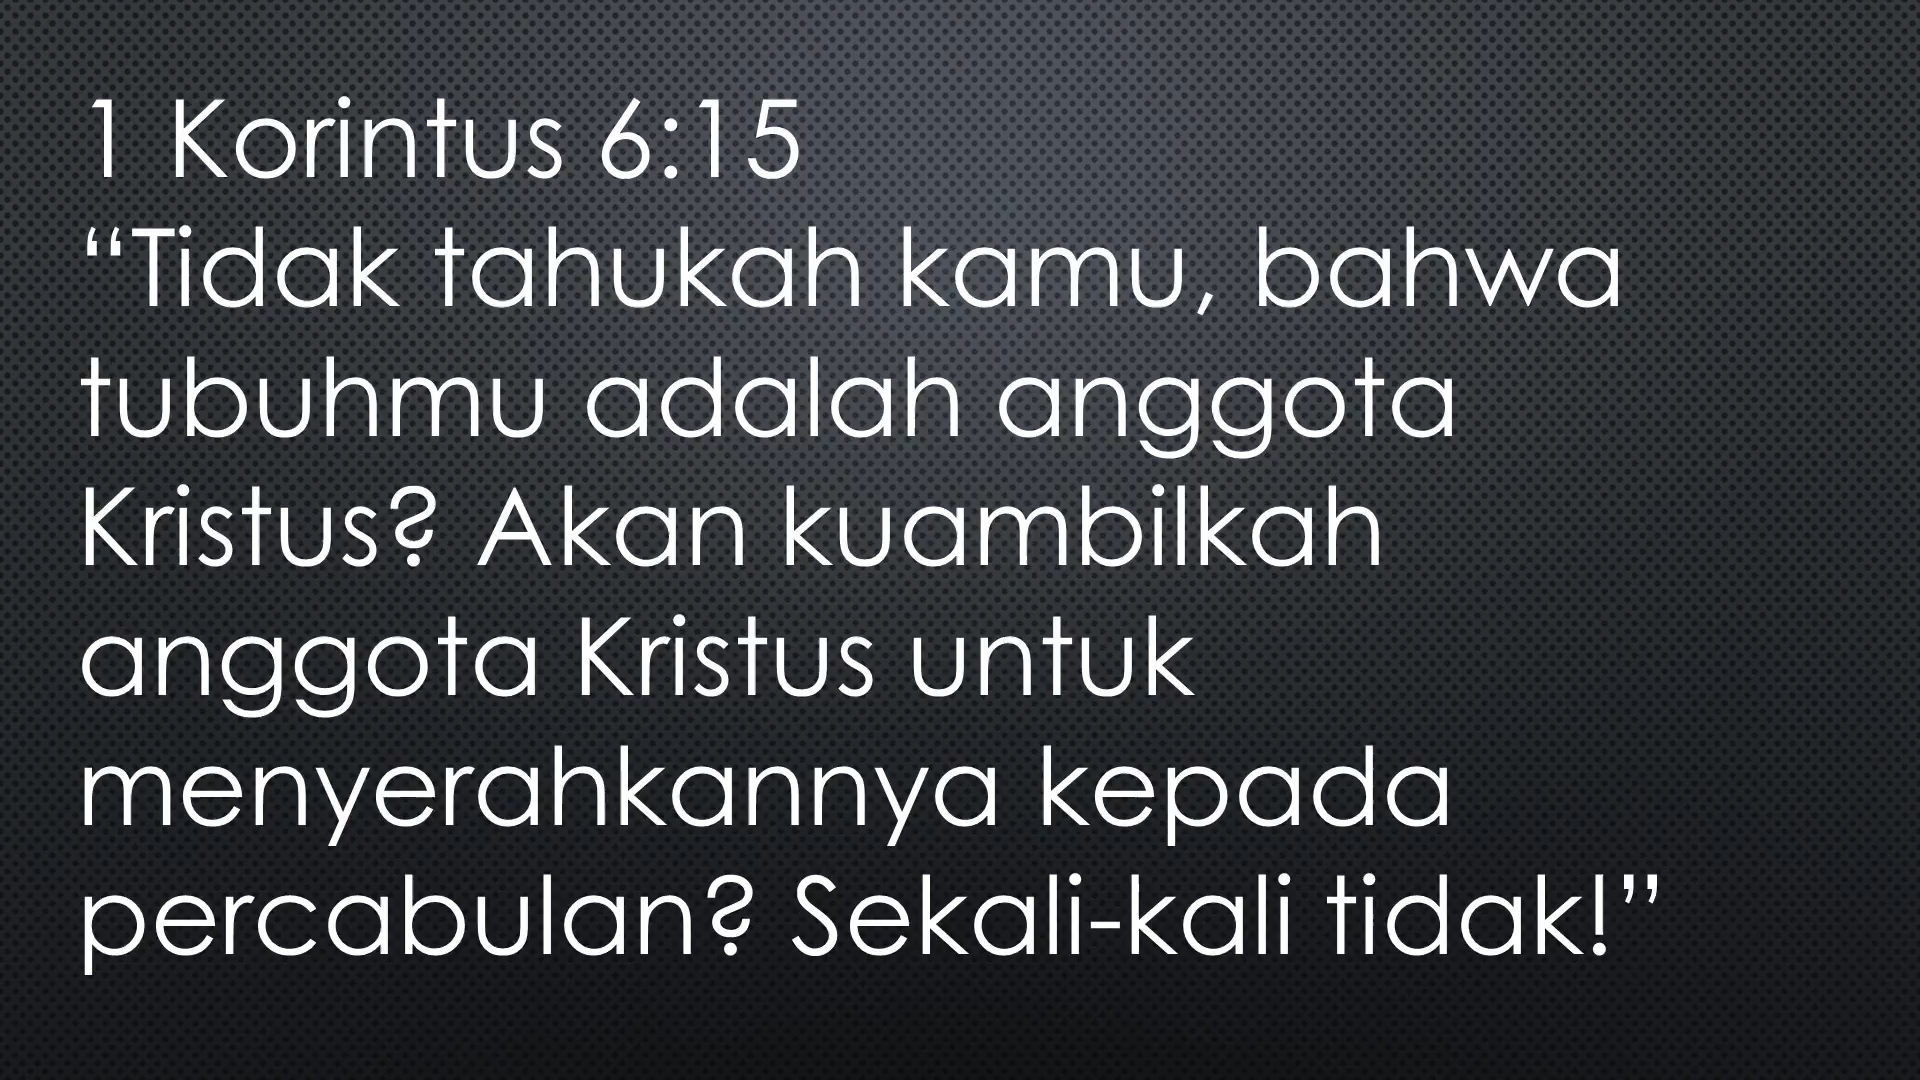 1 Korintus 6:15
“Tidak tahukah kamu, bahwa
tubuhmu adalah anggota
Kristus? Akan kuambilkah
anggota Kristus untuk
menyerahkannya kepada
percabulan? Sekali-kali tidak!”